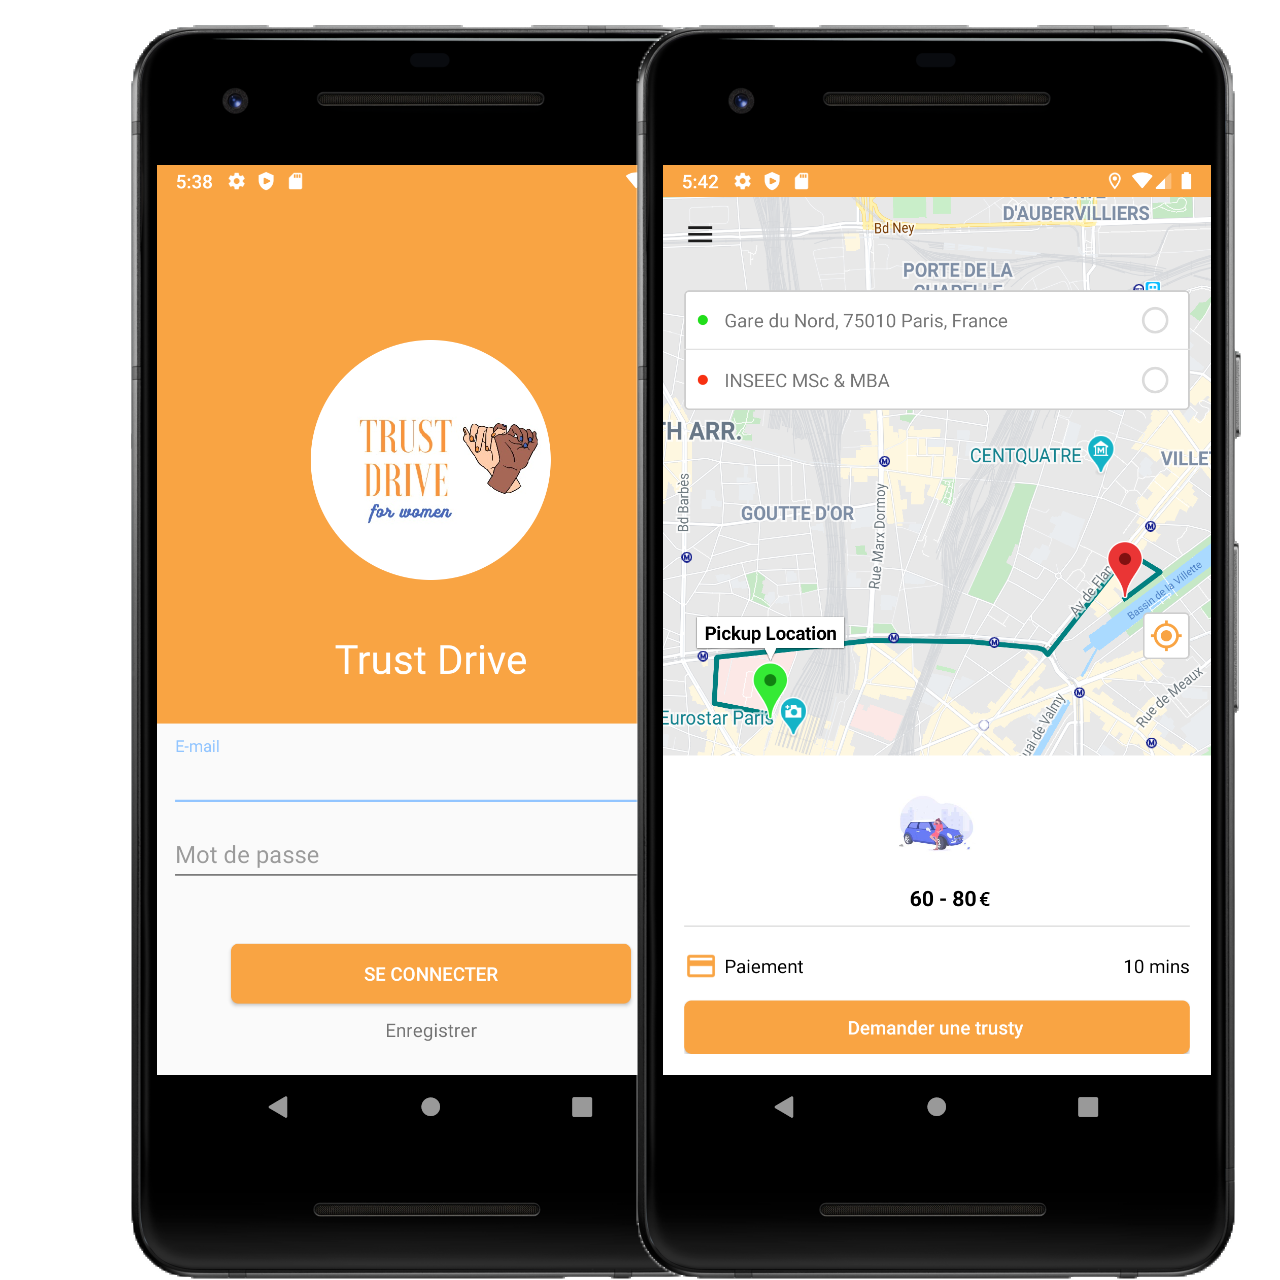 5:38
TRUST
DRIVE
for women
Trust Drive
E-mail
Mot de passe
SE CONNECTER
Enregistrer
5:42
D'AUBERVILLIERS
Bd Ney
PORTE DE LA
CHAPELLE
Gare du Nord, 75010 Paris, France
INSEEC MSc & MBA
TH ARR.
CENTQUATRE
VILLE
Bd Barbès
GOUTTE D'OR
Rue Marx Dormoy
Av. de Flan
Bassin de la Villette
Pickup Location
Eurostar Paris
uai de Valmy
Rue de Meaux
60 - 80 €
Paiement
10 mins
Demander une trusty